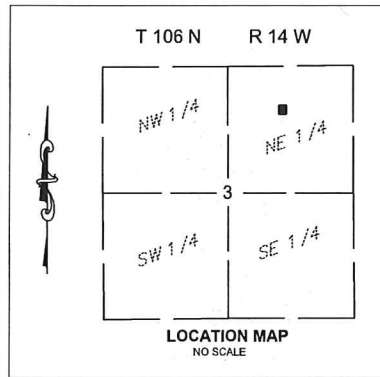 T 106 N R 14 W
NW 1/4
NE 1/4
3
SW 1/4
SE 1/4
LOCATION MAP
NO SCALE